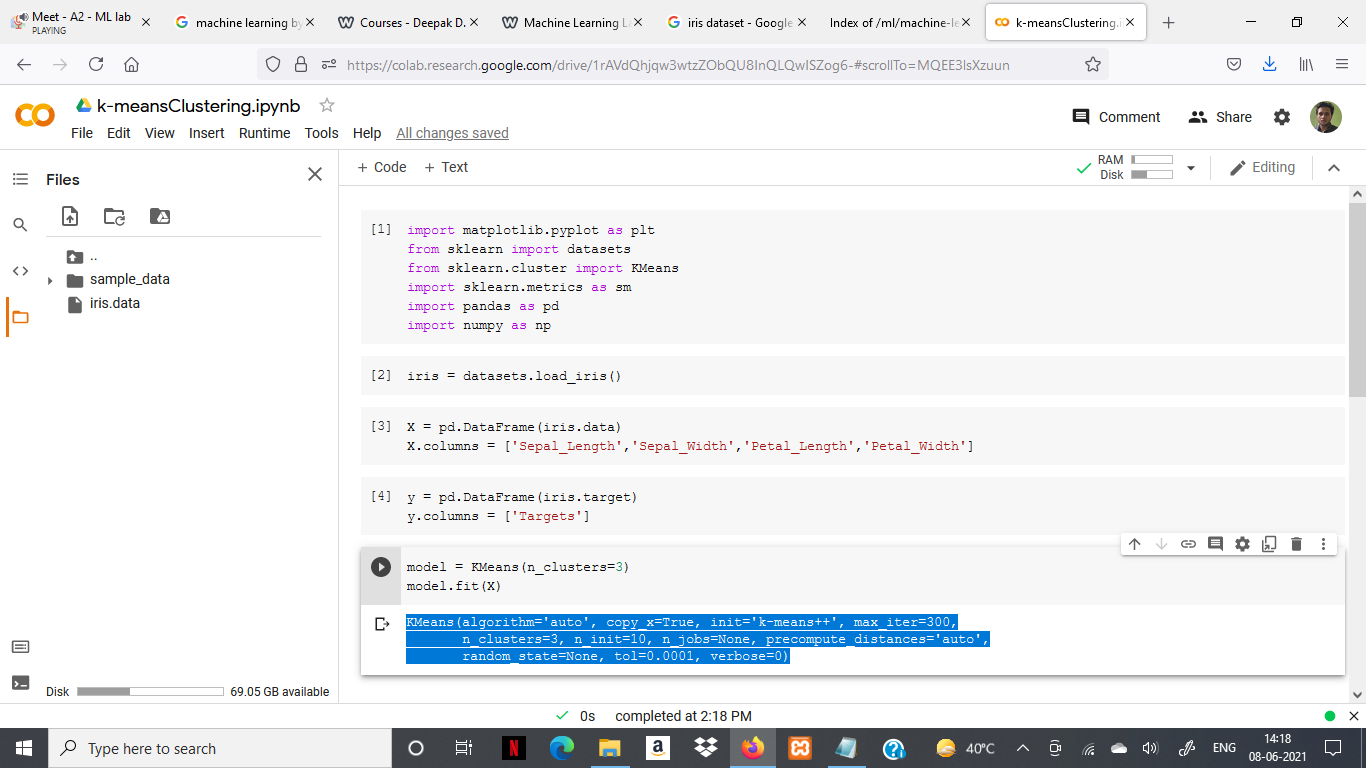 Meet - A2 - ML lab
PLAYING
machine learning by
Courses - Deepak D.
Machine Learning L
iris dataset - Google
Index of /ml/machine-le
k-meansClustering.i
https://colab.research.google.com/drive/1rAVdQhjqw3wtzZObQU8InQLQwISZog6-#scrollTo=MQEE3lsXzuun
k-meansClustering.ipynb
File Edit View Insert Runtime Tools Help All changes saved
Comment
Share
Files
+ Code + Text
RAM
Disk
Editing
..
sample_data
iris.data
[1] import matplotlib.pyplot as plt
from sklearn import datasets
from sklearn.cluster import KMeans
import sklearn.metrics as sm
import pandas as pd
import numpy as np
[2] iris = datasets.load_iris()
[3] X = pd.DataFrame(iris.data)
X.columns = ['Sepal_Length','Sepal_Width','Petal_Length','Petal_Width']
[4] y = pd.DataFrame(iris.target)
y.columns = ['Targets']
model = KMeans(n_clusters=3)
model.fit(X)
KMeans(algorithm='auto', copy_x=True, init='k-means++', max_iter=300,
n_clusters=3, n_init=10, n_jobs=None, precompute_distances='auto',
random_state=None, tol=0.0001, verbose=0)
Disk
69.05 GB available
0s completed at 2:18 PM
Type here to search
40°C
ENG
14:18
08-06-2021